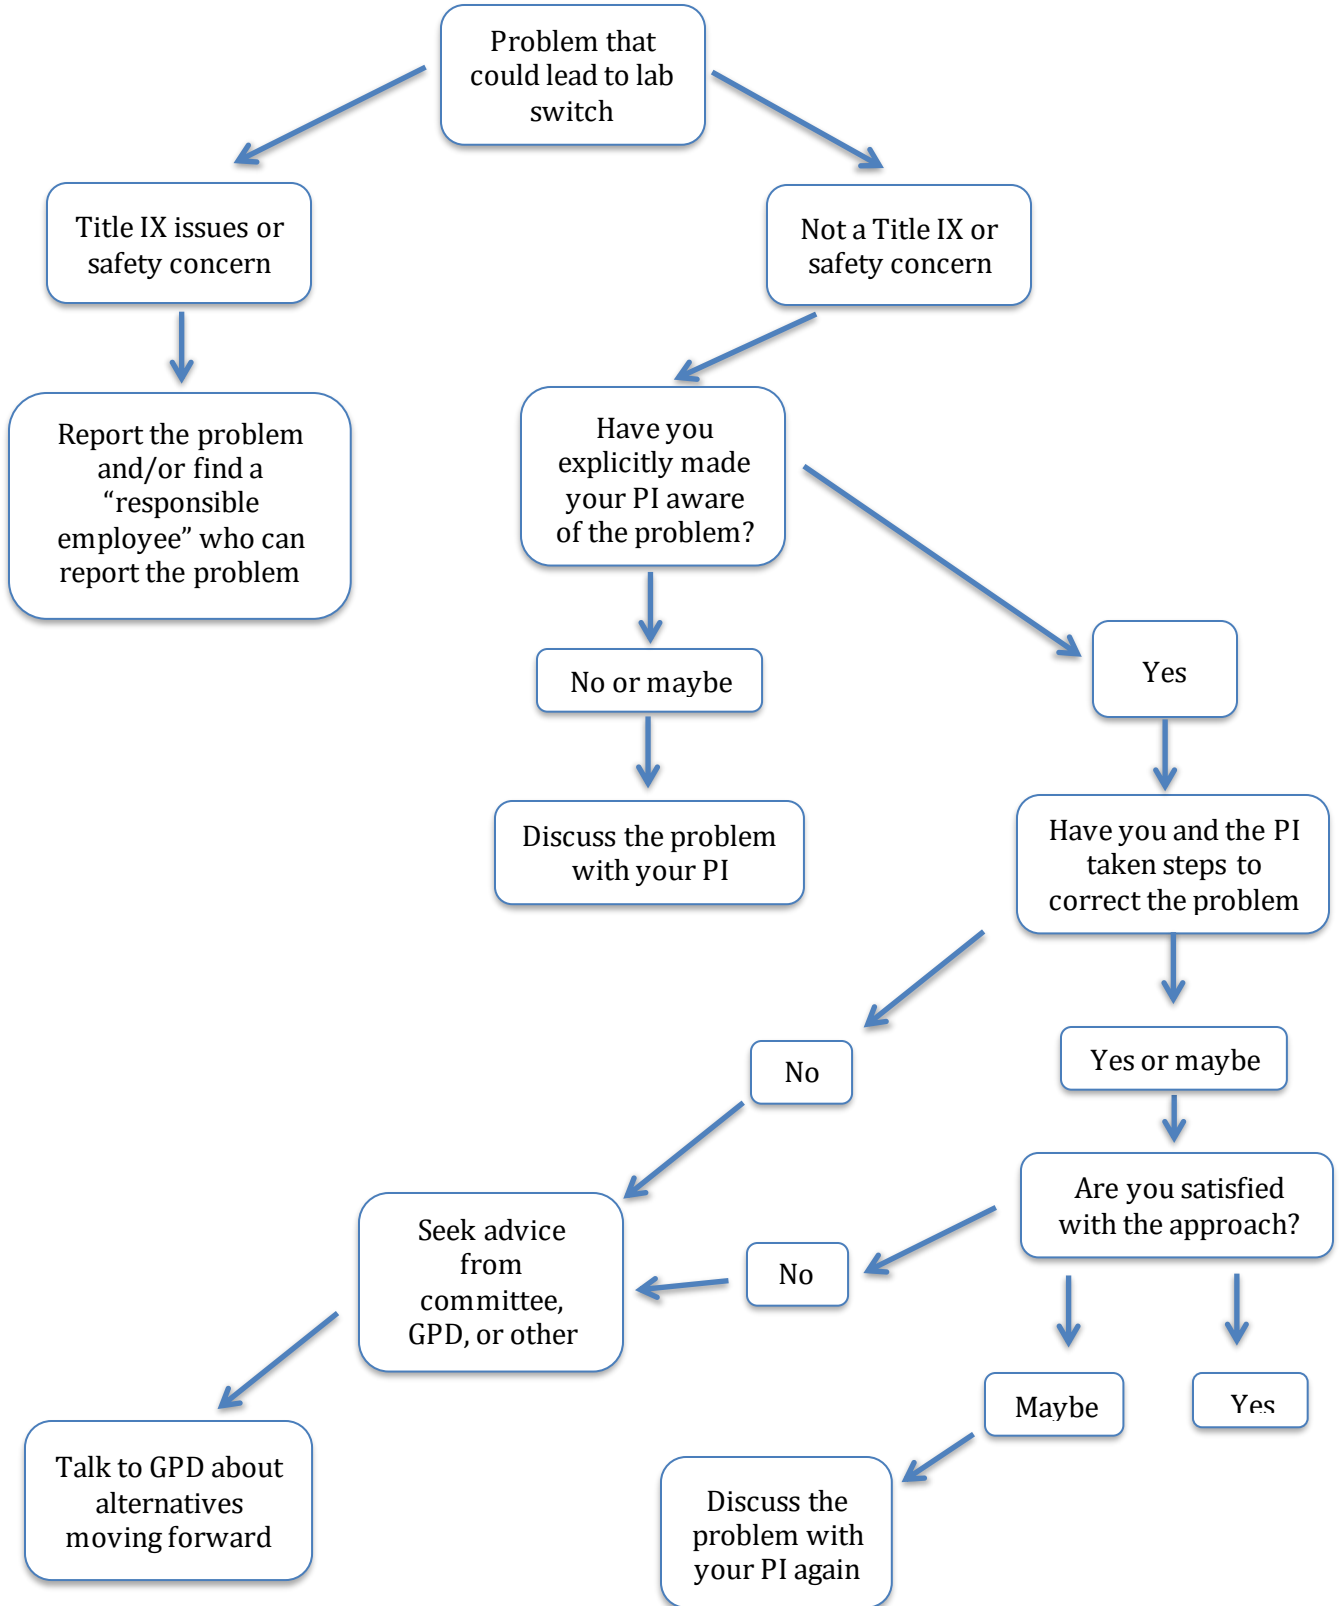 Problem that
could lead to lab
switch
Title IX issues or
safety concern
Not a Title IX or
safety concern
Report the problem
and/or find a
“responsible
employee” who can
report the problem
Have you
explicitly made
your PI aware
of the problem?
No or maybe
Yes
Discuss the problem
with your PI
Have you and the PI
taken steps to
correct the problem
No
Yes or maybe
Seek advice
from
committee,
GPD, or other
No
Are you satisfied
with the approach?
Maybe
Yes
Talk to GPD about
alternatives
moving forward
Discuss the
problem with
your PI again